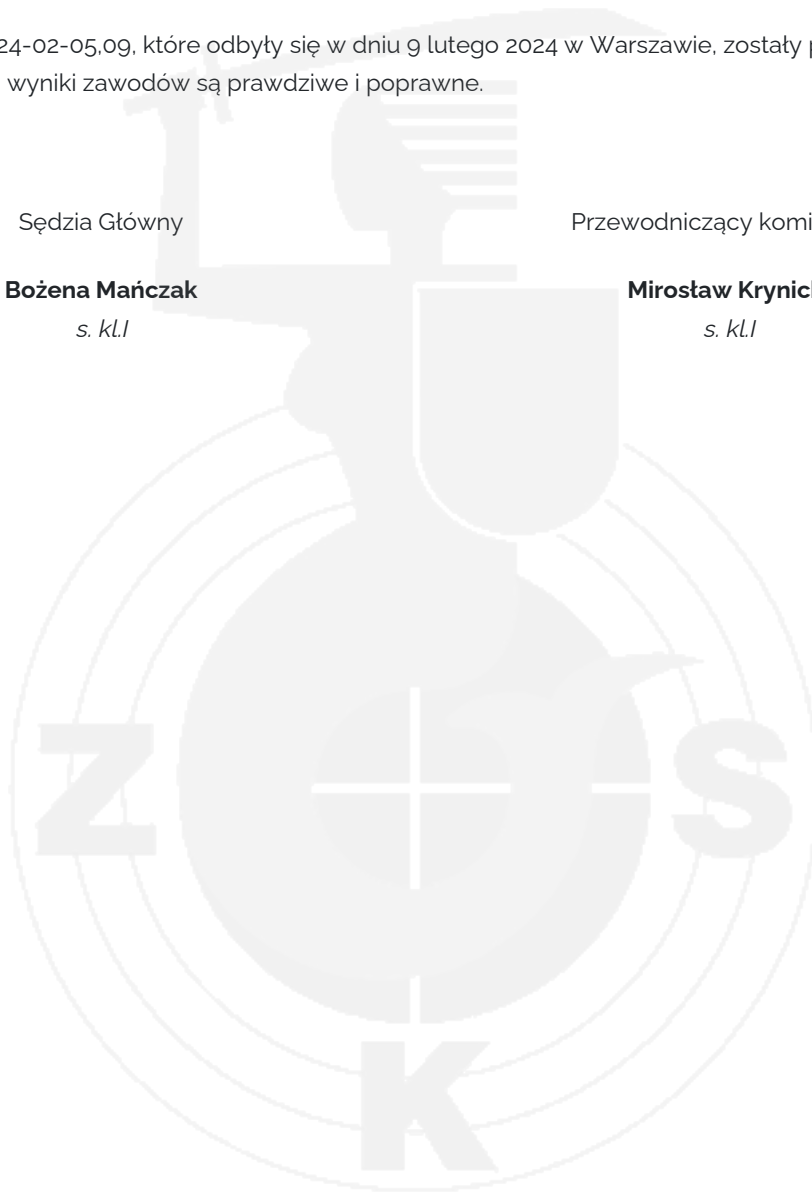 24-02-05,09, które odbyły się w dniu 9 lutego 2024 w Warszawie, zostały
wyniki zawodów są prawdziwe i poprawne.
Sędzia Główny
Przewodniczący komi
Bożena Mańczak
Mirosław Krynic
s. kl.I
s. kl.I
Z
S
K